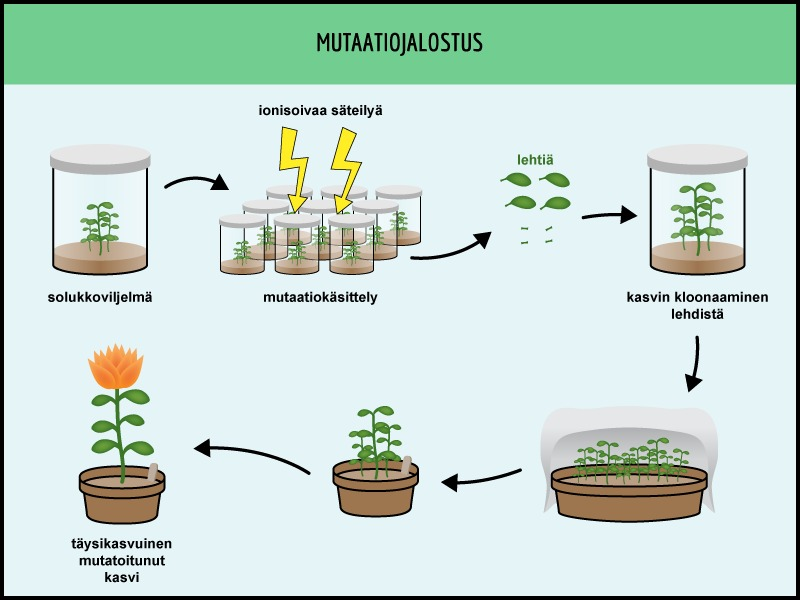 MUTAATIOJALOSTUS
ionisoivaa säteilyä
lehtiä
solukkoviljelmä
mutaatiokäsittely
kasvin kloonaaminen
lehdistä
täysikasvuinen
mutatoitunut
kasvi